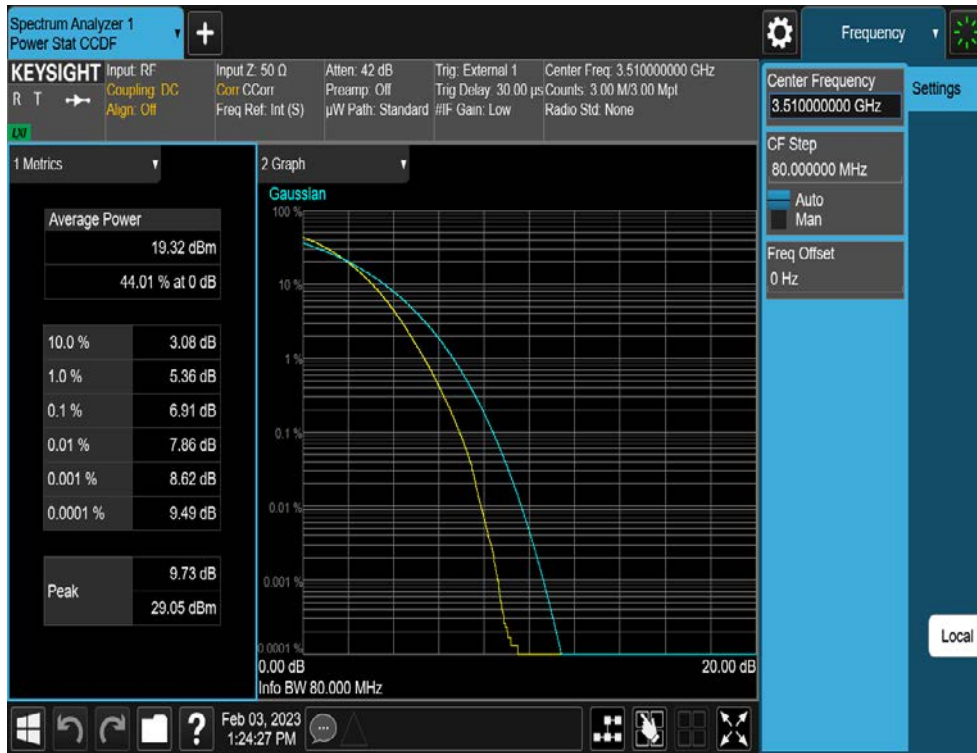 Spectrum Analyzer 1
Power Stat CCDF
+
Frequency
KEYSIGHT
R T
LXI
Input: RF
Coupling: DC
Align: Off
Input Z: 50 Ω
Corr CCorr
Freq Ref: Int (S)
Atten: 42 dB
Preamp: Off
µW Path: Standard
Trig: External 1
Trig Delay: 30.00 µs
#IF Gain: Low
Center Freq: 3.510000000 GHz
Counts: 3.00 M/3.00 Mpt
Radio Std: None
Center Frequency
3.510000000 GHz
Settings
CF Step
80.000000 MHz
Auto
Man
Freq Offset
0 Hz
Local
1 Metrics
Average Power
19.32 dBm
44.01 % at 0 dB
10.0 % 3.08 dB
1.0 % 5.36 dB
0.1 % 6.91 dB
0.01 % 7.86 dB
0.001 % 8.62 dB
0.0001 % 9.49 dB
Peak
9.73 dB
29.05 dBm
2 Graph
Gaussian
100 %
10 %
1 %
0.1 %
0.01 %
0.001 %
0.0001 %
0.00 dB 20.00 dB
Info BW 80.000 MHz
?
Feb 03, 2023
1:24:27 PM